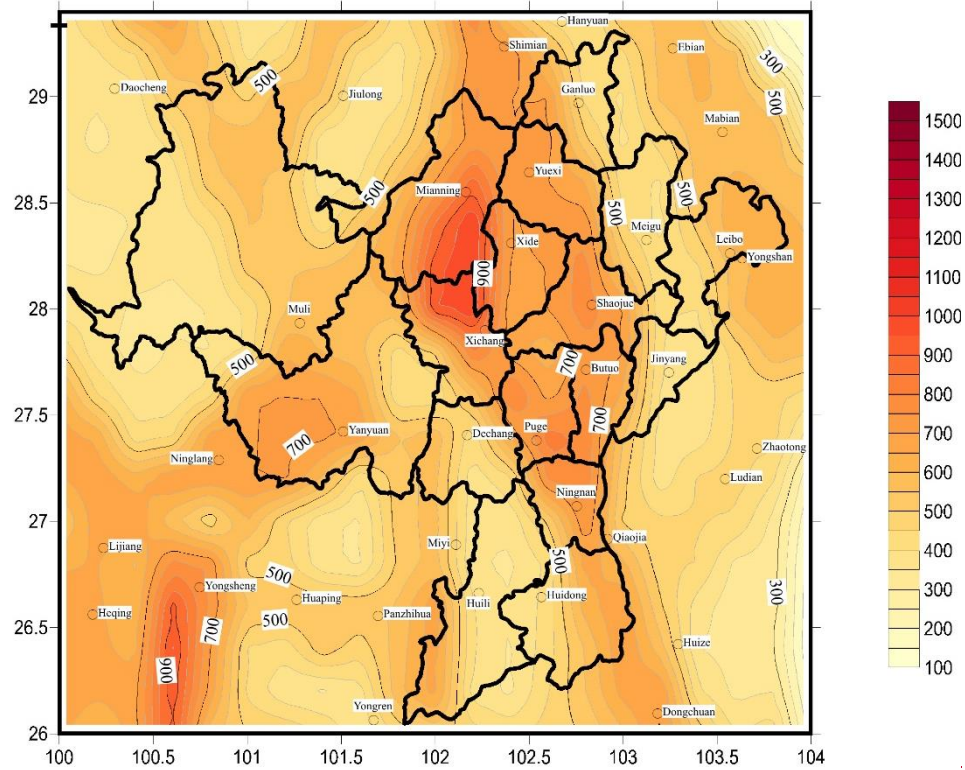 Hanyuan
Shimian
Ebian
300
500
Daocheng
Jiulong
Ganluo
500
29
Mabian
1500
1400
Yuexi
1300
Mianning
500
500
28.5
500
1200
Meigu
Xide
Leibo
Yongshan
1100
900
1000
28
Muli
Shaojue
900
Xichang
800
500
700
Butuo
Jinyang
700
27.5
Yanyuan
Dechang
Puge
700
600
700
Zhaotong
Ninglang
Ludian
500
Ningnan
400
27
Lijiang
Miyi
Qiaojia
300
500
500
200
Yongsheng
Huaping
Huili
Huidong
300
100
Heqing
Panzhihua
700
500
26.5
Huize
900
Yongren
Dongchuan
26
100
100.5
101
101.5
102
102.5
103
103.5
104